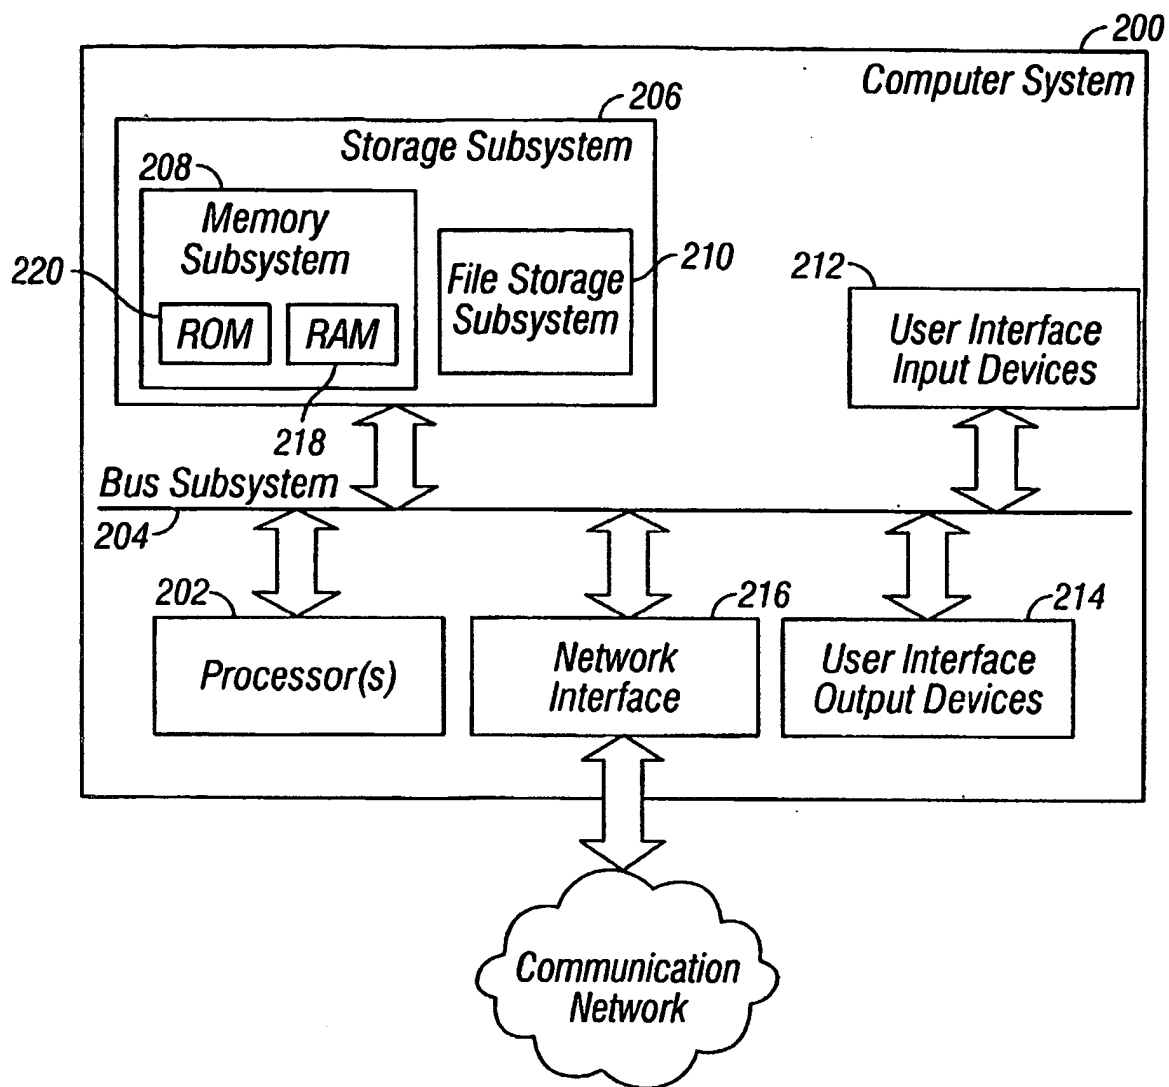 200
Computer System
206
Storage Subsystem
208
Memory
Subsystem
220
ROM
RAM
218
File Storage
Subsystem
210
212
User Interface
Input Devices
Bus Subsystem
204
202
Processor(s)
216
Network
Interface
214
User Interface
Output Devices
Communication
Network